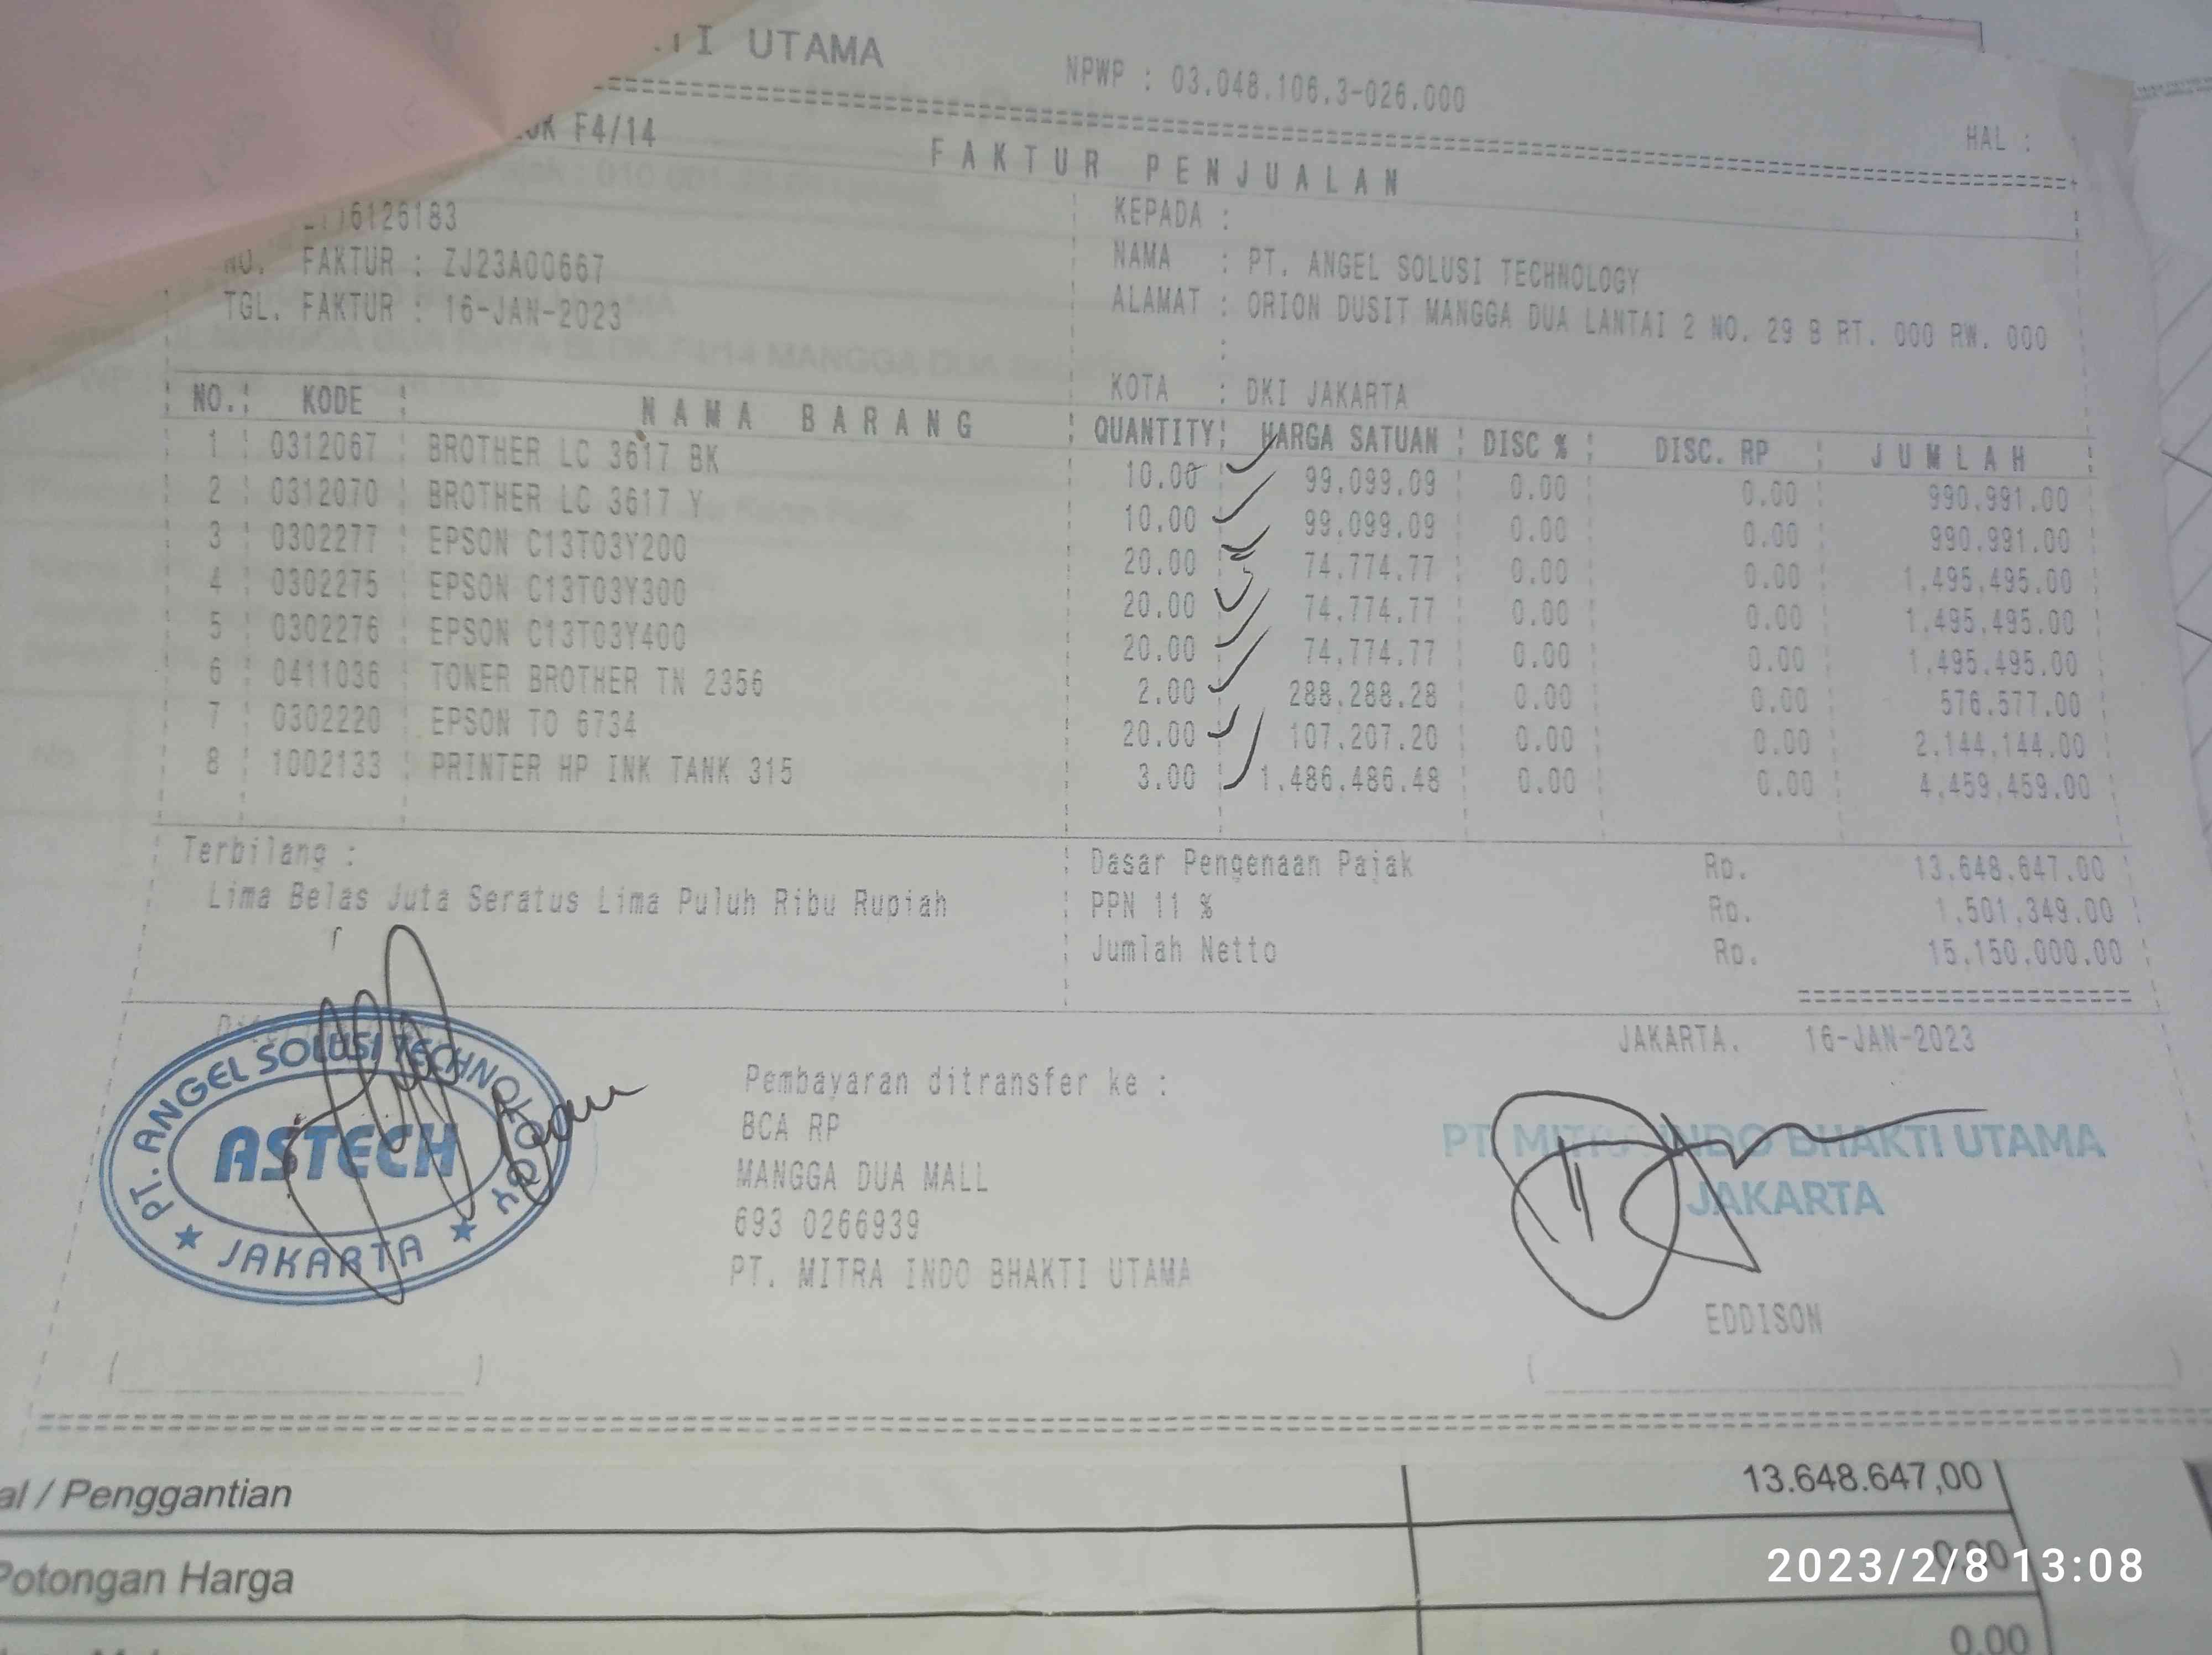 I UTAMA
NPWP : 03.048.106.3-026.000
F4/14
HAL :
FAKTUR PENJUALAN
6126183
KEPADA :
NO. FAKTUR : ZJ23A00667
NAMA : PT. ANGEL SOLUSI TECHNOLOGY
TGL. FAKTUR : 16-JAN-2023
ALAMAT : ORION DUSIT MANGGA DUA LANTAI 2 NO. 29 B RT. 000 RW. 000
:
KOTA : DKI JAKARTA
NO. KODE NAMA BARANG QUANTITY HARGA SATUAN DISC % DISC. RP JUMLAH
1 0312067 BROTHER LC 3617 BK 10.00 99.099.09 0.00 0.00 990.991.00
2 0312070 BROTHER LC 3617 Y 10.00 99.099.09 0.00 0.00 990.991.00
3 0302277 EPSON C13T03Y200 20.00 74.774.77 0.00 0.00 1.495.495.00
4 0302275 EPSON C13T03Y300 20.00 74.774.77 0.00 0.00 1.495.495.00
5 0302276 EPSON C13T03Y400 20.00 74.774.77 0.00 0.00 1.495.495.00
6 0411036 TONER BROTHER TN 2356 2.00 288.288.28 0.00 0.00 576.577.00
7 0302220 EPSON TO 6734 20.00 107.207.20 0.00 0.00 2.144.144.00
8 1002133 PRINTER HP INK TANK 315 3.00 1.486.486.48 0.00 0.00 4.459.459.00
Terbilang :
Lima Belas Juta Seratus Lima Puluh Ribu Rupiah
Dasar Pengenaan Pajak Rp. 13.648.647.00
PPN 11 % Rp. 1.501.349.00
Jumlah Netto Rp. 15.150.000.00
JAKARTA. 16-JAN-2023
PT. ANGEL SOLUSI TECHNOLOGY
ASTECH
JAKARTA
Pembayaran ditransfer ke :
BCA RP
MANGGA DUA MALL
693 0266939
PT. MITRA INDO BHAKTI UTAMA
PT. MITRA INDO BHAKTI UTAMA
JAKARTA
EDDISON
al / Penggantian 13.648.647,00
Potongan Harga 0,00
0,00
2023/2/8 13:08